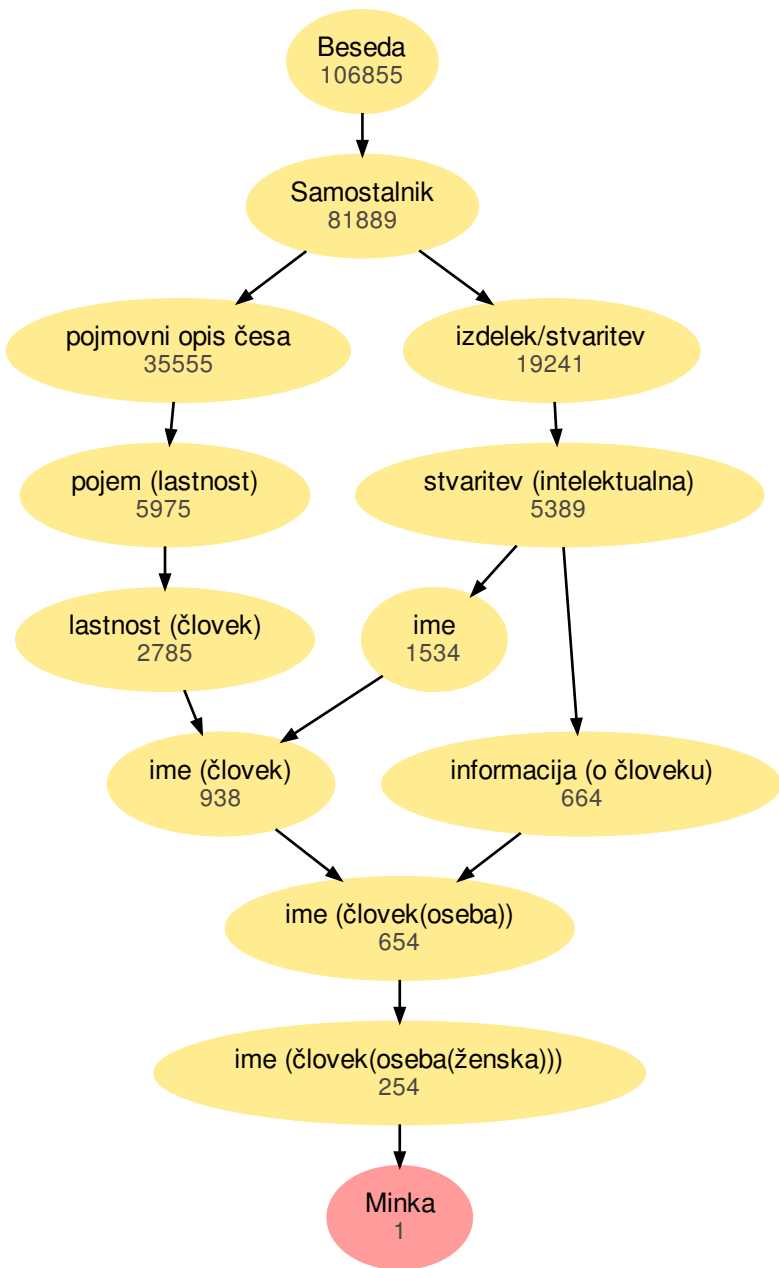 Beseda
106855
Samostalnik
81889
pojmovni opis česa
35555
izdelek/stvaritev
19241
pojem (lastnost)
5975
stvaritev (intelektualna)
5389
lastnost (človek)
2785
ime
1534
ime (človek)
938
informacija (o človeku)
664
ime (človek(oseba))
654
ime (človek(oseba(ženska)))
254
Minka
1